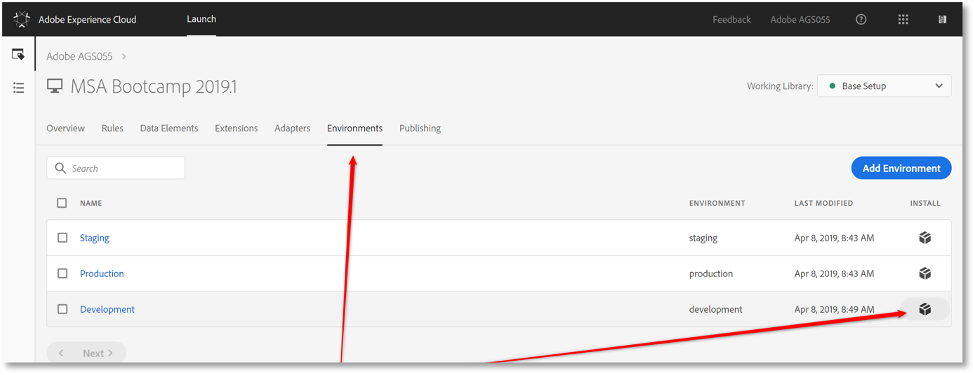 Adobe Experience Cloud Launch Feedback Adobe AGS055
Adobe AGS055
MSA Bootcamp 2019.1
Working Library: Base Setup
Overview Rules Data Elements Extensions Adapters Environments Publishing
Search
Add Environment
NAME ENVIRONMENT LAST MODIFIED INSTALL
Staging staging Apr 8, 2019, 8:43 AM
Production production Apr 8, 2019, 8:43 AM
Development development Apr 8, 2019, 8:49 AM
Next